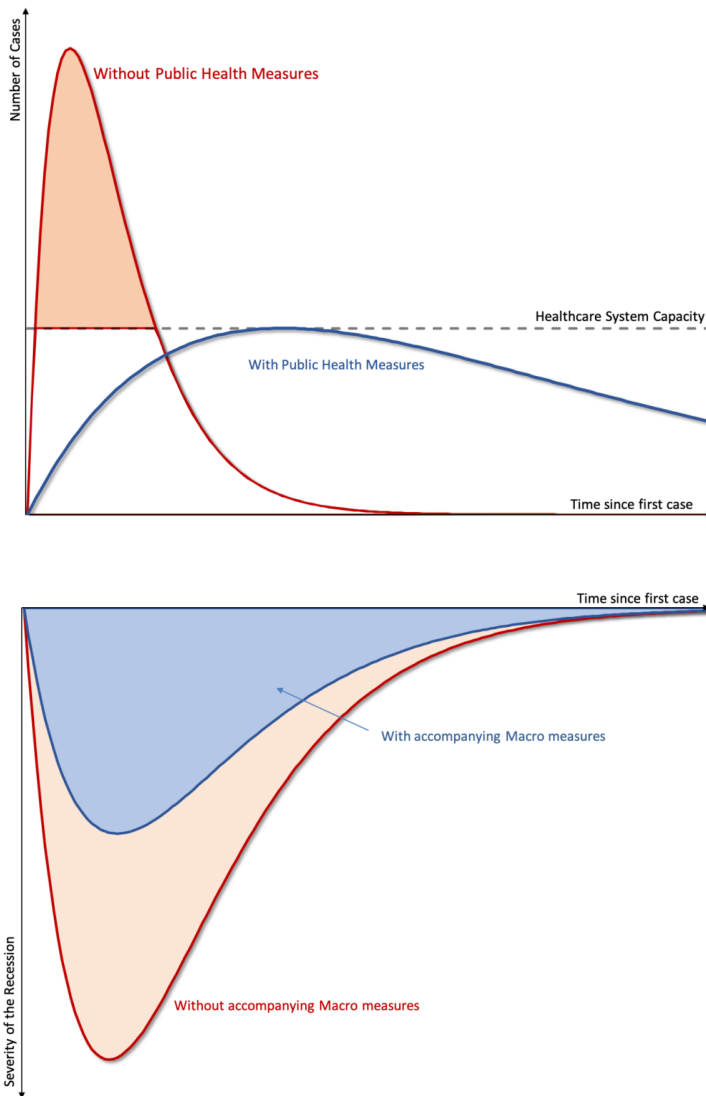 Number of Cases
Without Public Health Measures
Healthcare System Capacity
With Public Health Measures
Time since first case
Time since first case
With accompanying Macro measures
Without accompanying Macro measures
Severity of the Recession